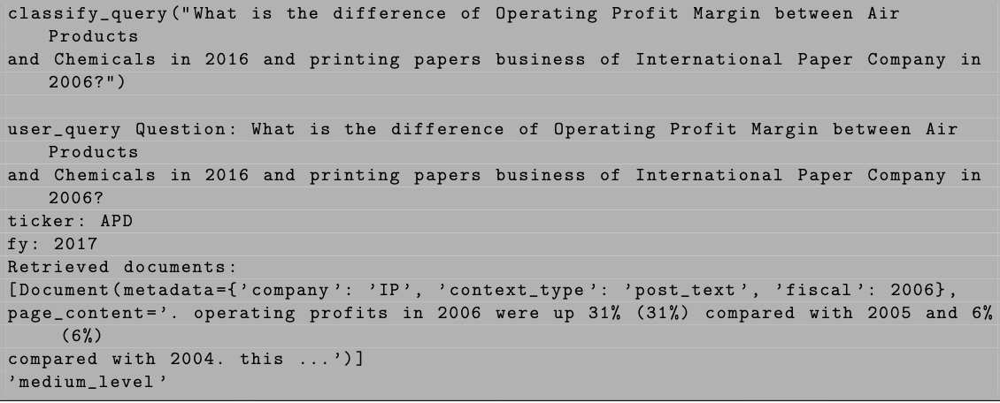 classify_query("What is the difference of Operating Profit Margin between Air
Products
and Chemicals in 2016 and printing papers business of International Paper Company in
2006?")
user_query Question: What is the difference of Operating Profit Margin between Air
Products
and Chemicals in 2016 and printing papers business of International Paper Company in
2006?
ticker: APD
fy: 2017
Retrieved documents:
[Document(metadata={'company': 'IP', 'context_type': 'post_text', 'fiscal': 2006},
page_content='. operating profits in 2006 were up 31% (31%) compared with 2005 and 6%
(6%)
compared with 2004. this ...')]
'medium_level'